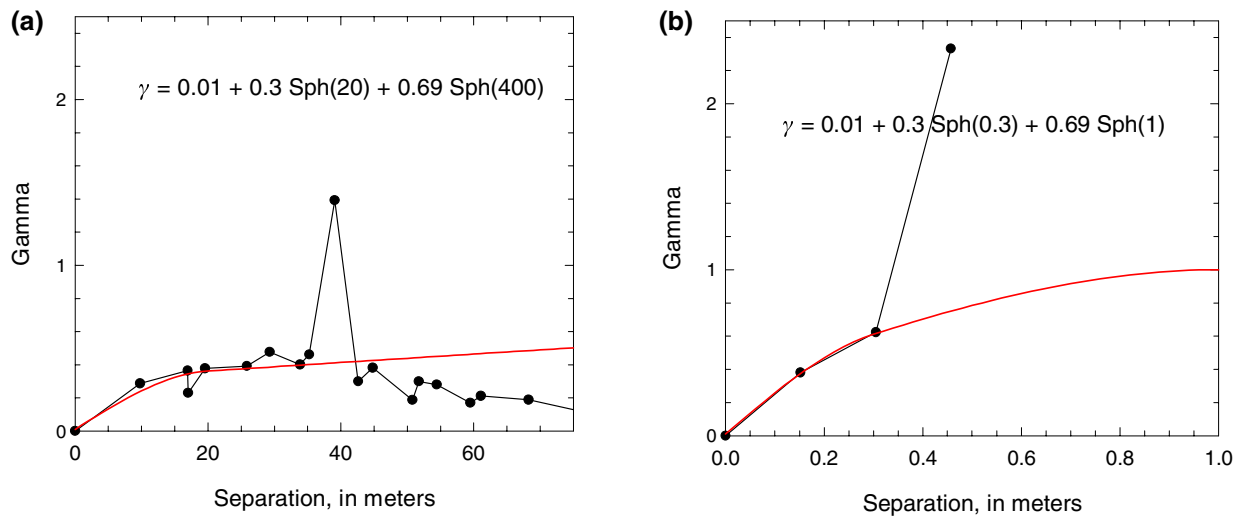 (a)
γ = 0.01 + 0.3 Sph(20) + 0.69 Sph(400)
Gamma
2
1
0
0 20 40 60
Separation, in meters
(b)
γ = 0.01 + 0.3 Sph(0.3) + 0.69 Sph(1)
Gamma
2
1
0
0.0 0.2 0.4 0.6 0.8 1.0
Separation, in meters